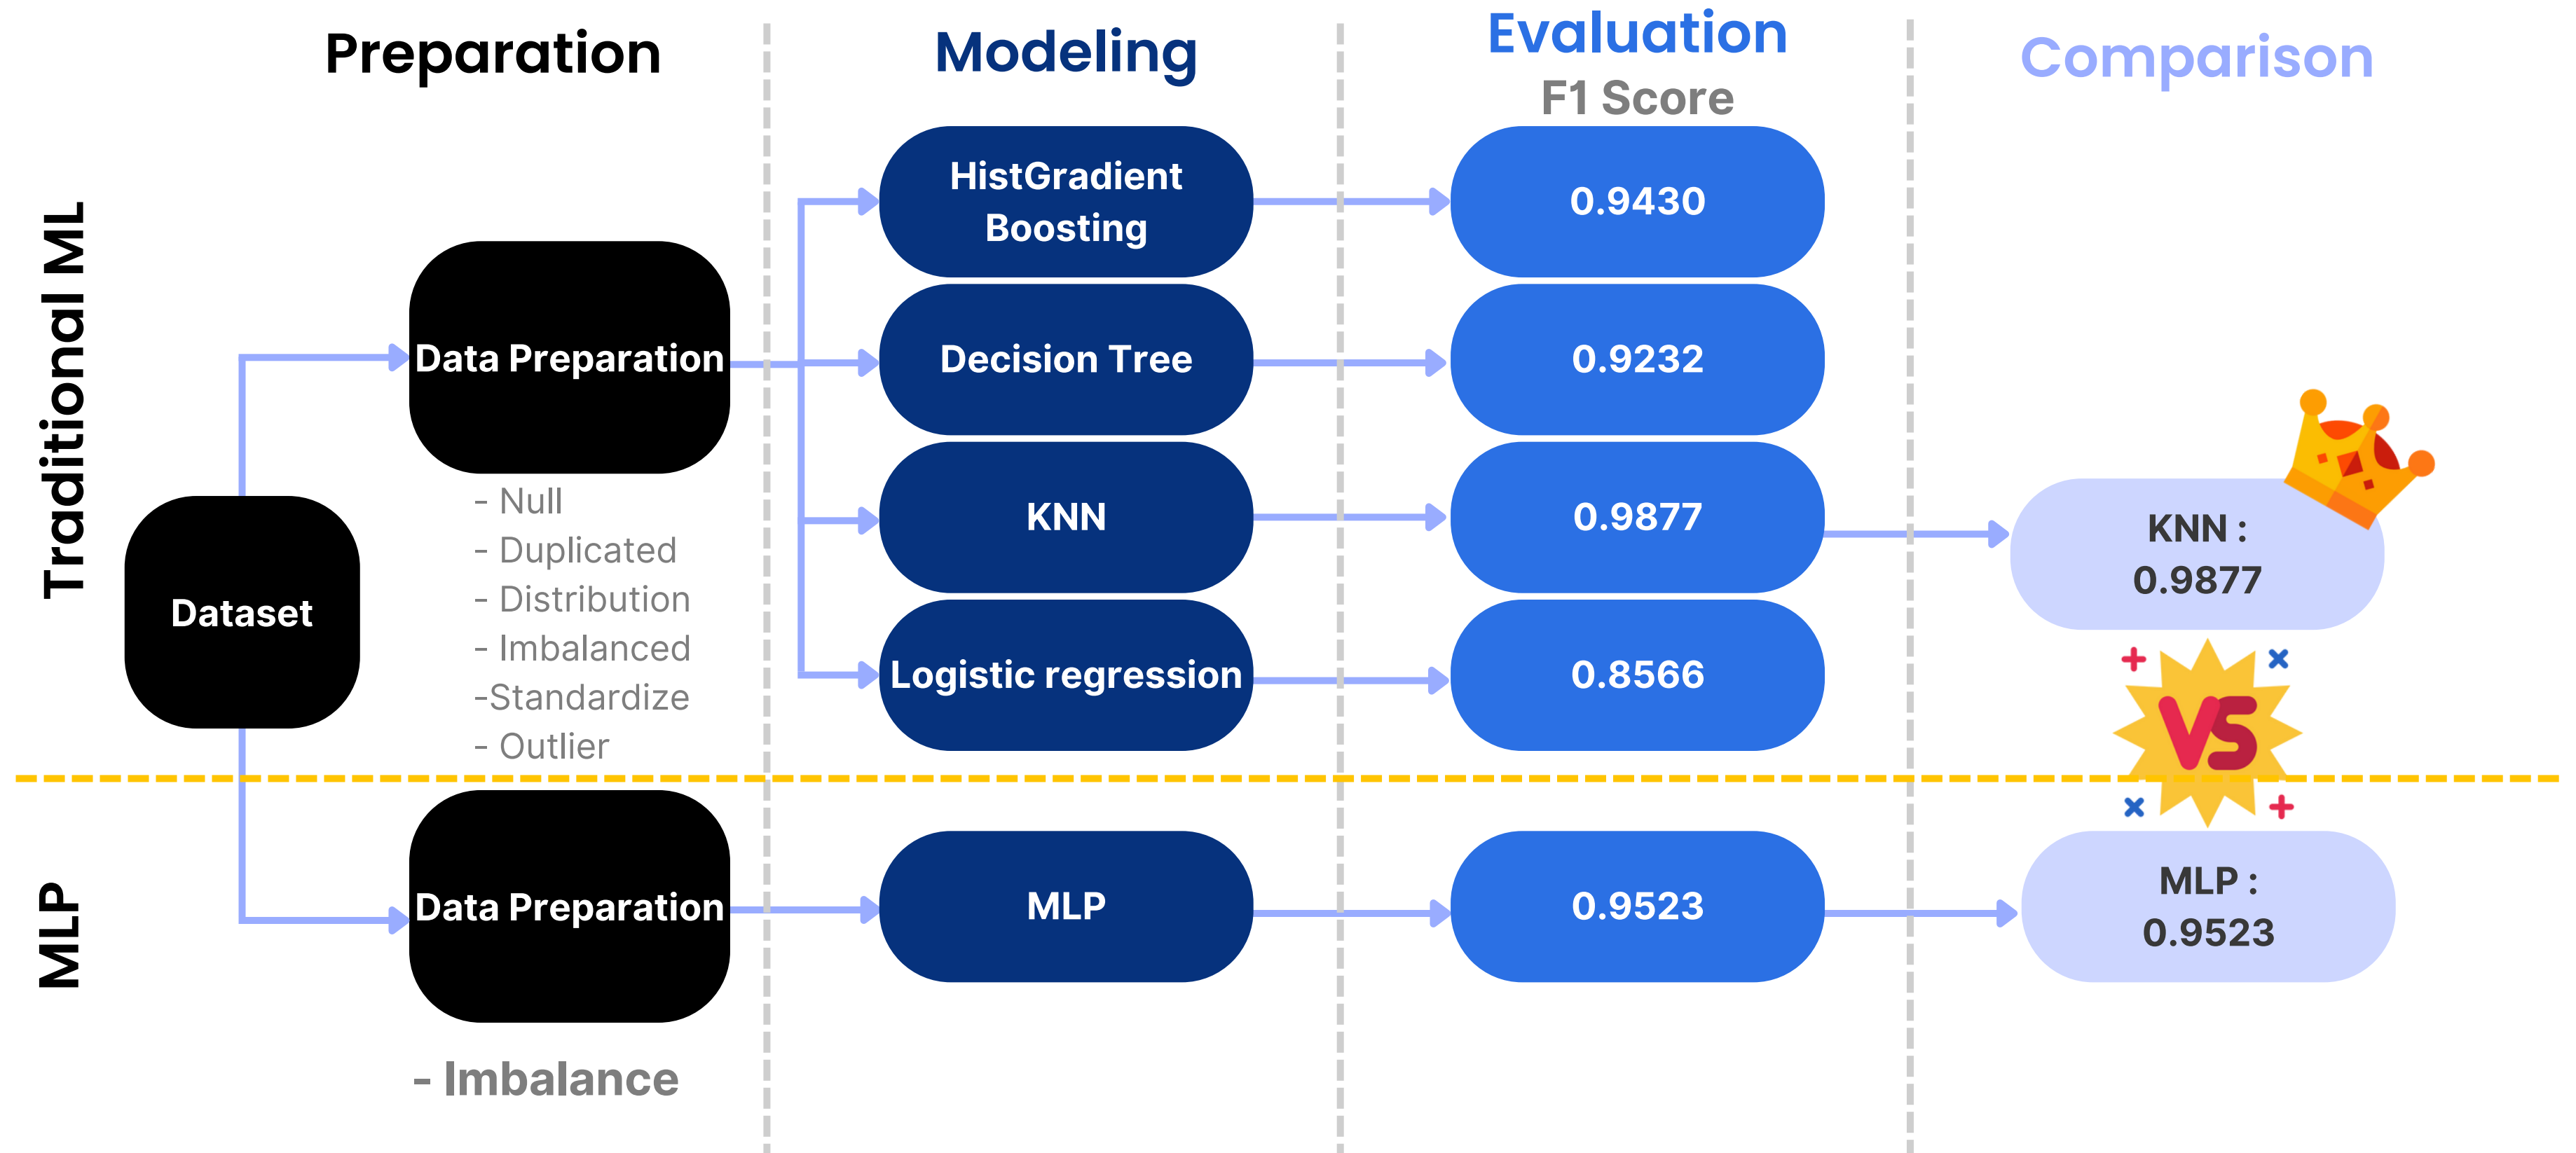 Preparation
Modeling
Evaluation
F1 Score
Comparison
Traditional ML
Dataset
Data Preparation
- Null
- Duplicated
- Distribution
- Imbalanced
-Standardize
- Outlier
HistGradient
Boosting
0.9430
Decision Tree
0.9232
KNN
0.9877
Logistic regression
0.8566
KNN :
0.9877
VS
MLP
Data Preparation
- Imbalance
MLP
0.9523
MLP :
0.9523